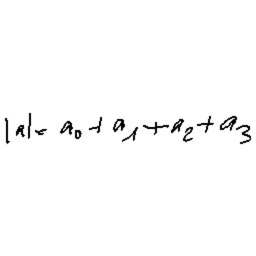 |a| = a₀ + a₁ + a₂ + a₃